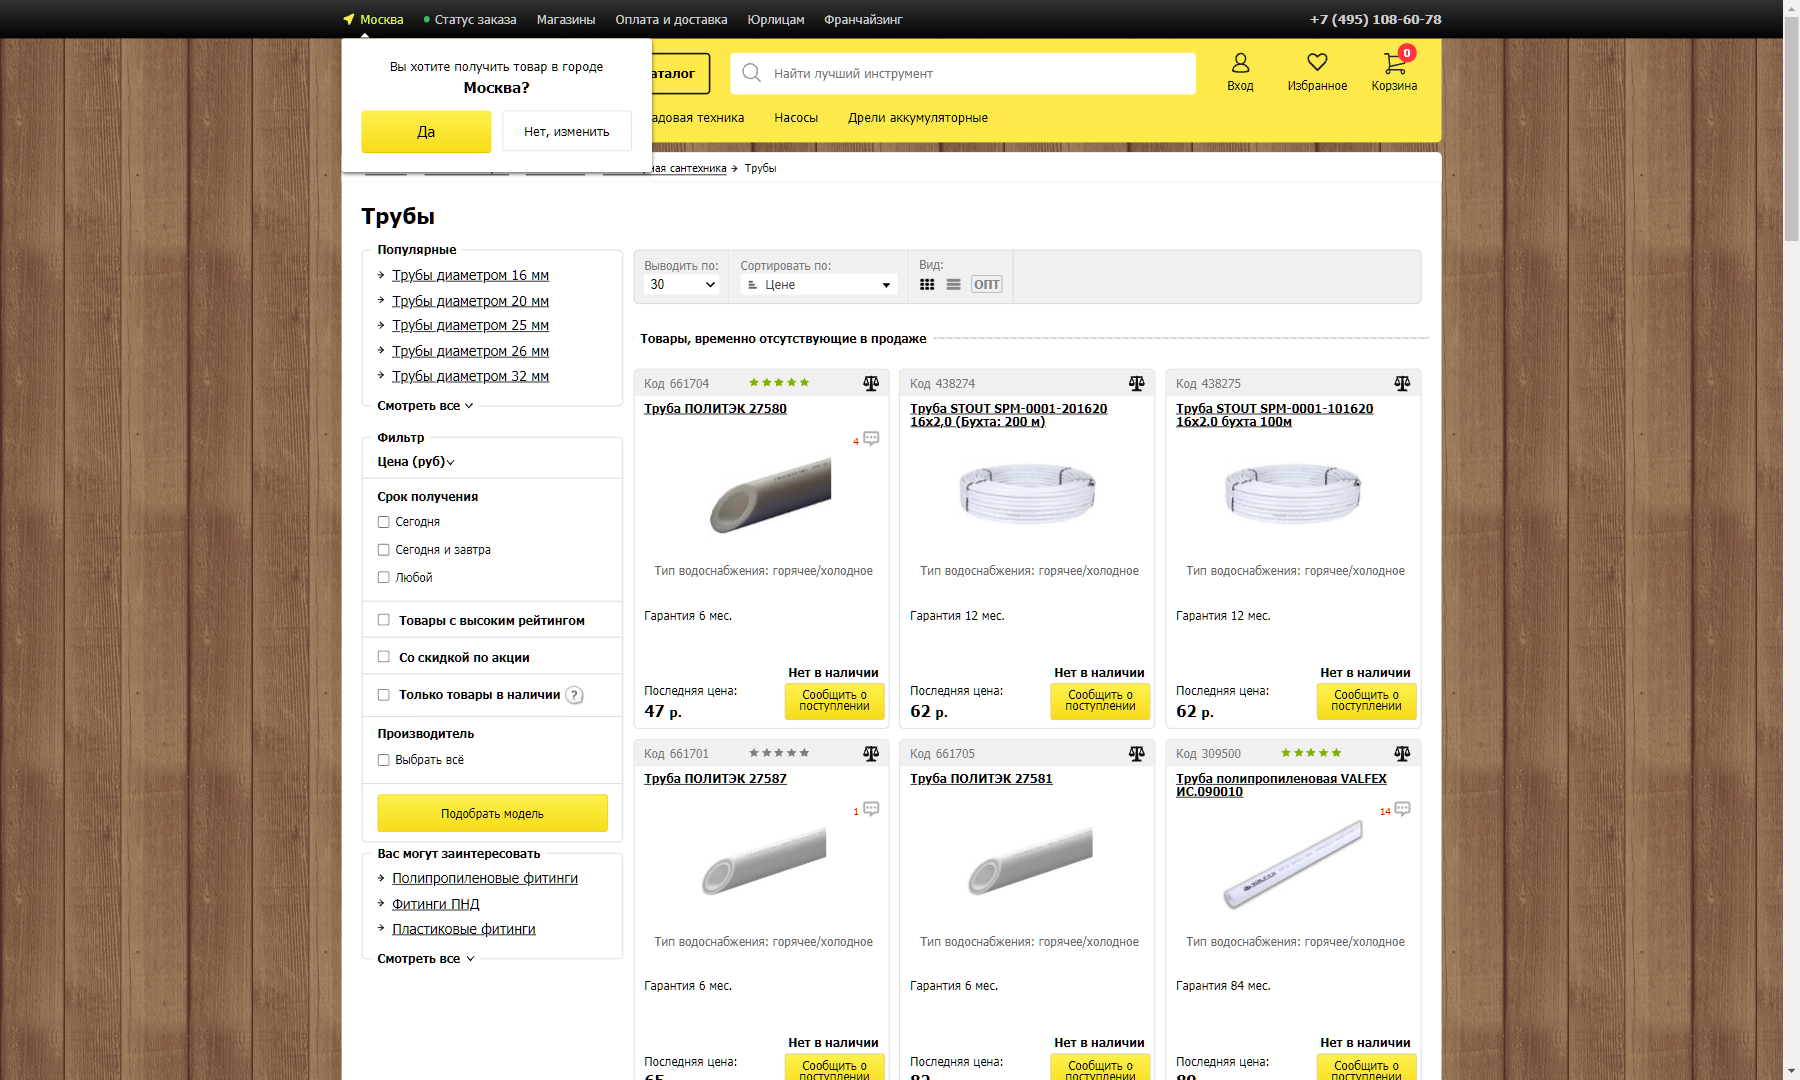 Москва
Статус заказа
Магазины
Оплата и доставка
Юрлицам
Франчайзинг
+7 (495) 108-60-78
Вы хотите получить товар в городе
Москва?
Да
Нет, изменить
аталог
Найти лучший инструмент
Вход
Избранное
0
Корзина
адовая техника
Насосы
Дрели аккумуляторные
ная сантехника
Трубы
Трубы
Популярные
Трубы диаметром 16 мм
Трубы диаметром 20 мм
Трубы диаметром 25 мм
Трубы диаметром 26 мм
Трубы диаметром 32 мм
Смотреть все
Фильтр
Цена (руб)
Срок получения
Сегодня
Сегодня и завтра
Любой
Товары с высоким рейтингом
Со скидкой по акции
Только товары в наличии ?
Производитель
Выбрать всё
Подобрать модель
Вас могут заинтересовать
Полипропиленовые фитинги
Фитинги ПНД
Пластиковые фитинги
Смотреть все
Выводить по:
30
Сортировать по:
Цене
Вид:
ОПТ
Товары, временно отсутствующие в продаже
Код 661704
Труба ПОЛИТЭК 27580
4
Тип водоснабжения: горячее/холодное
Гарантия 6 мес.
Нет в наличии
Последняя цена:
47 р.
Сообщить о
поступлении
Код 438274
Труба STOUT SPM-0001-201620
16х2,0 (Бухта: 200 м)
Тип водоснабжения: горячее/холодное
Гарантия 12 мес.
Нет в наличии
Последняя цена:
62 р.
Сообщить о
поступлении
Код 438275
Труба STOUT SPM-0001-101620
16х2.0 бухта 100м
Тип водоснабжения: горячее/холодное
Гарантия 12 мес.
Нет в наличии
Последняя цена:
62 р.
Сообщить о
поступлении
Код 661701
Труба ПОЛИТЭК 27587
1
Тип водоснабжения: горячее/холодное
Гарантия 6 мес.
Нет в наличии
Последняя цена:
65
Сообщить о
поступлении
Код 661705
Труба ПОЛИТЭК 27581
Тип водоснабжения: горячее/холодное
Гарантия 6 мес.
Нет в наличии
Последняя цена:
Сообщить о
поступлении
Код 309500
Труба полипропиленовая VALFEX
ИС.090010
14
Тип водоснабжения: горячее/холодное
Гарантия 84 мес.
Нет в наличии
Последняя цена:
Сообщить о
поступлении